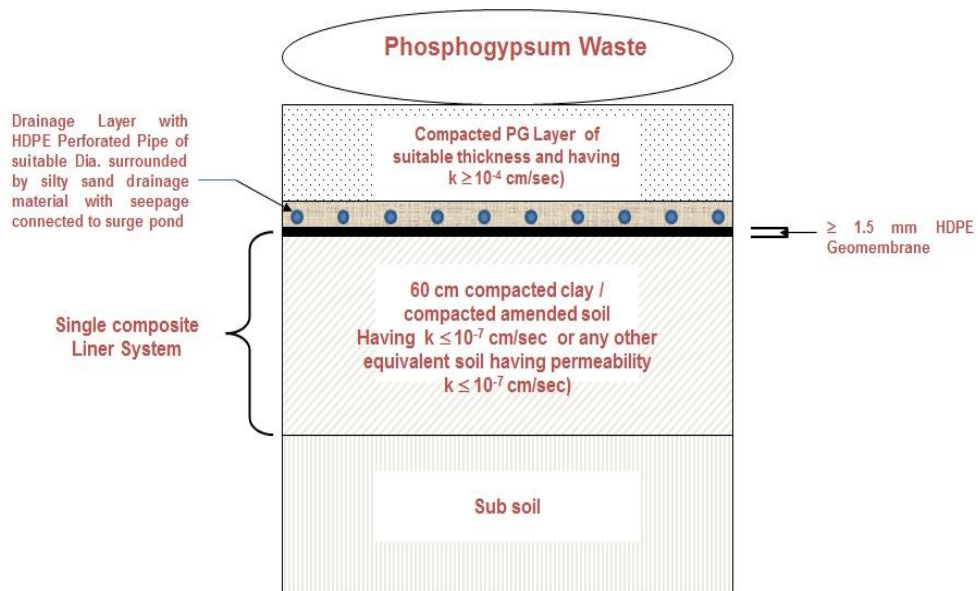 Phosphogypsum Waste
Drainage Layer with
HDPE Perforated Pipe of
suitable Dia. surrounded
by silty sand drainage
material with seepage
connected to surge pond
Compacted PG Layer of
suitable thickness and having
k ≥ 10⁻⁴ cm/sec)
≥ 1.5 mm HDPE
Geomembrane
Single composite
Liner System
60 cm compacted clay /
compacted amended soil
Having k ≤ 10⁻⁷ cm/sec or any other
equivalent soil having permeability
k ≤ 10⁻⁷ cm/sec)
Sub soil